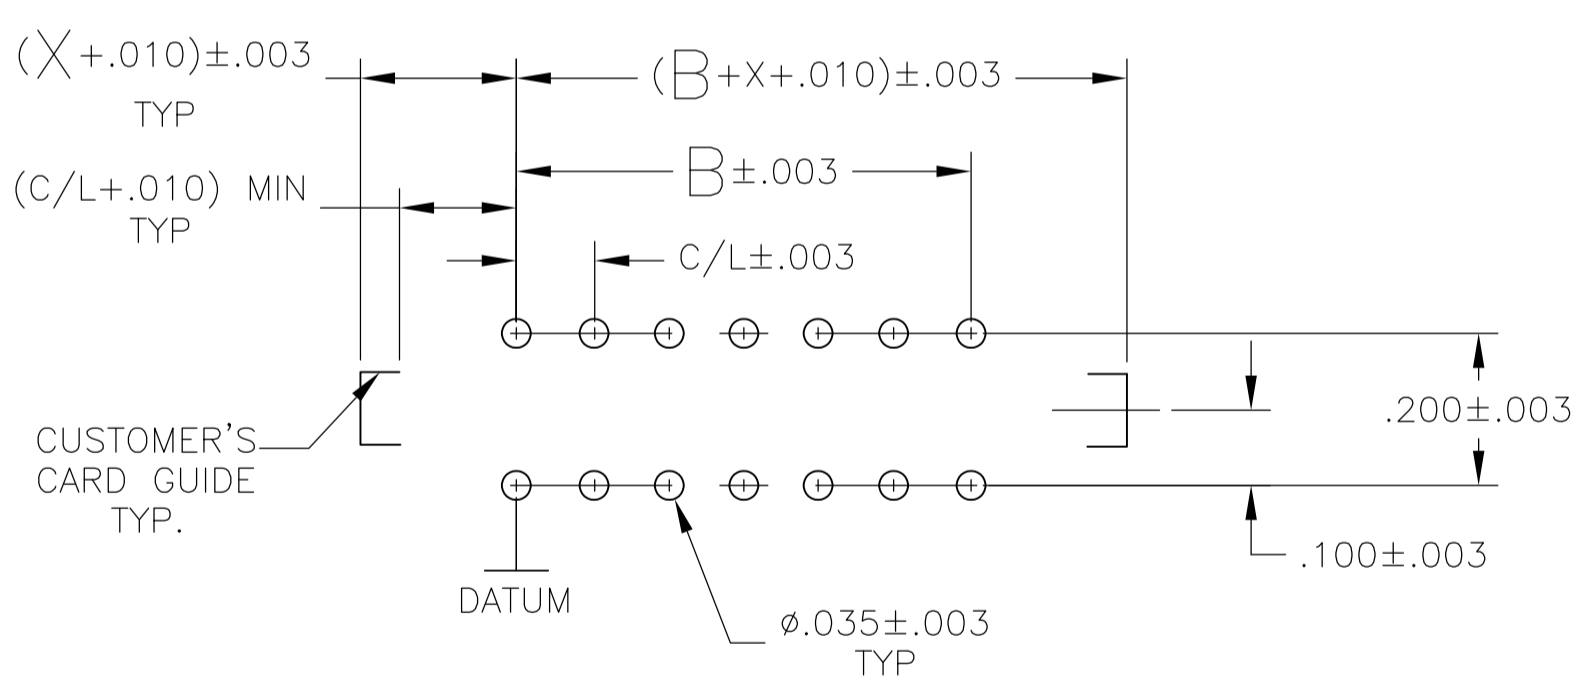 (X+.010)±.003
TYP
(B+X+.010)±.003
B±.003
(C/L+.010) MIN
TYP
C/L±.003
.200±.003
CUSTOMER'S
CARD GUIDE
TYP.
.100±.003
DATUM
ø.035±.003
TYP